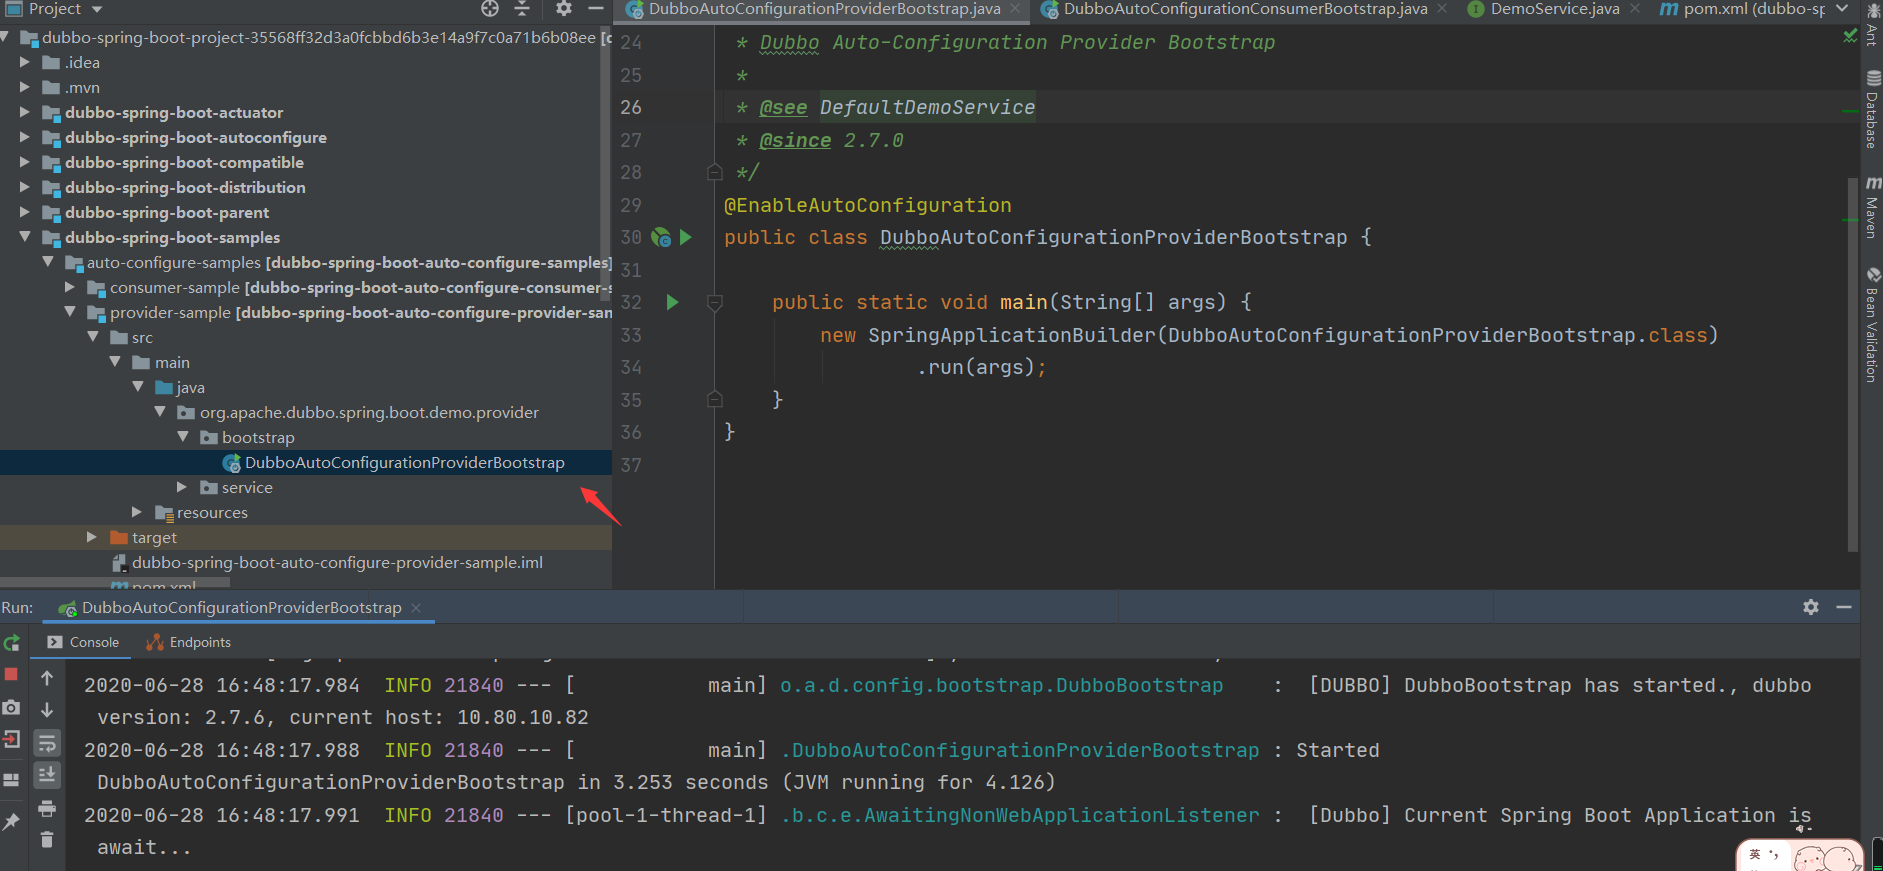 Project
dubbo-spring-boot-project-35568ff32d3a0fcbbd6b3e14a9f7c0a71b6b08ee [d
.idea
.mvn
dubbo-spring-boot-actuator
dubbo-spring-boot-autoconfigure
dubbo-spring-boot-compatible
dubbo-spring-boot-distribution
dubbo-spring-boot-parent
dubbo-spring-boot-samples
auto-configure-samples [dubbo-spring-boot-auto-configure-samples]
consumer-sample [dubbo-spring-boot-auto-configure-consumer-s
provider-sample [dubbo-spring-boot-auto-configure-provider-san
src
main
java
org.apache.dubbo.spring.boot.demo.provider
bootstrap
DubboAutoConfigurationProviderBootstrap
service
resources
target
dubbo-spring-boot-auto-configure-provider-sample.iml
pom.xml
DubboAutoConfigurationProviderBootstrap.java
DubboAutoConfigurationConsumerBootstrap.java
DemoService.java
pom.xml (dubbo-sp
24 * Dubbo Auto-Configuration Provider Bootstrap
25 *
26 * @see DefaultDemoService
27 * @since 2.7.0
28 */
29 @EnableAutoConfiguration
30 public class DubboAutoConfigurationProviderBootstrap {
31
32 public static void main(String[] args) {
33 new SpringApplicationBuilder(DubboAutoConfigurationProviderBootstrap.class)
34 .run(args);
35 }
36 }
37
Ant
Database
Maven
Bean Validation
Run: DubboAutoConfigurationProviderBootstrap
Console Endpoints
2020-06-28 16:48:17.984 INFO 21840 --- [ main] o.a.d.config.bootstrap.DubboBootstrap : [DUBBO] DubboBootstrap has started., dubbo
version: 2.7.6, current host: 10.80.10.82
2020-06-28 16:48:17.988 INFO 21840 --- [ main] .DubboAutoConfigurationProviderBootstrap : Started
DubboAutoConfigurationProviderBootstrap in 3.253 seconds (JVM running for 4.126)
2020-06-28 16:48:17.991 INFO 21840 --- [pool-1-thread-1] .b.c.e.AwaitingNonWebApplicationListener : [Dubbo] Current Spring Boot Application is
await...
英